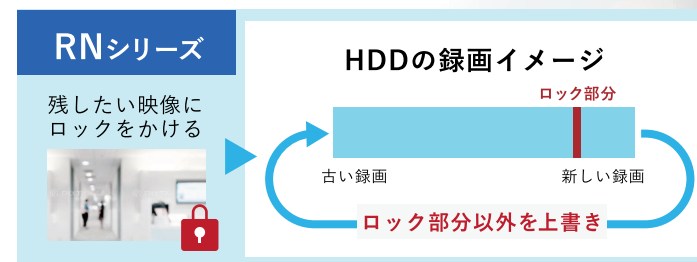 RNシリーズ
残したい映像に
ロックをかける
HDDの録画イメージ
ロック部分
古い録画
新しい録画
ロック部分以外を上書き